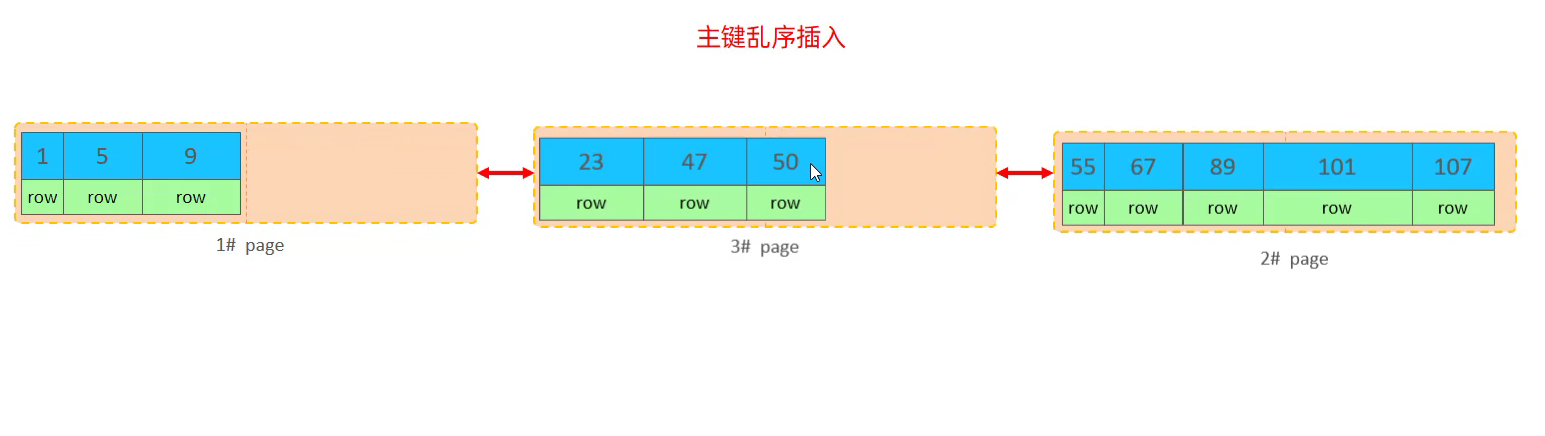 主键乱序插入
1 5 9
row row row
1# page
23 47 50
row row row
3# page
55 67 89 101 107
row row row row row
2# page